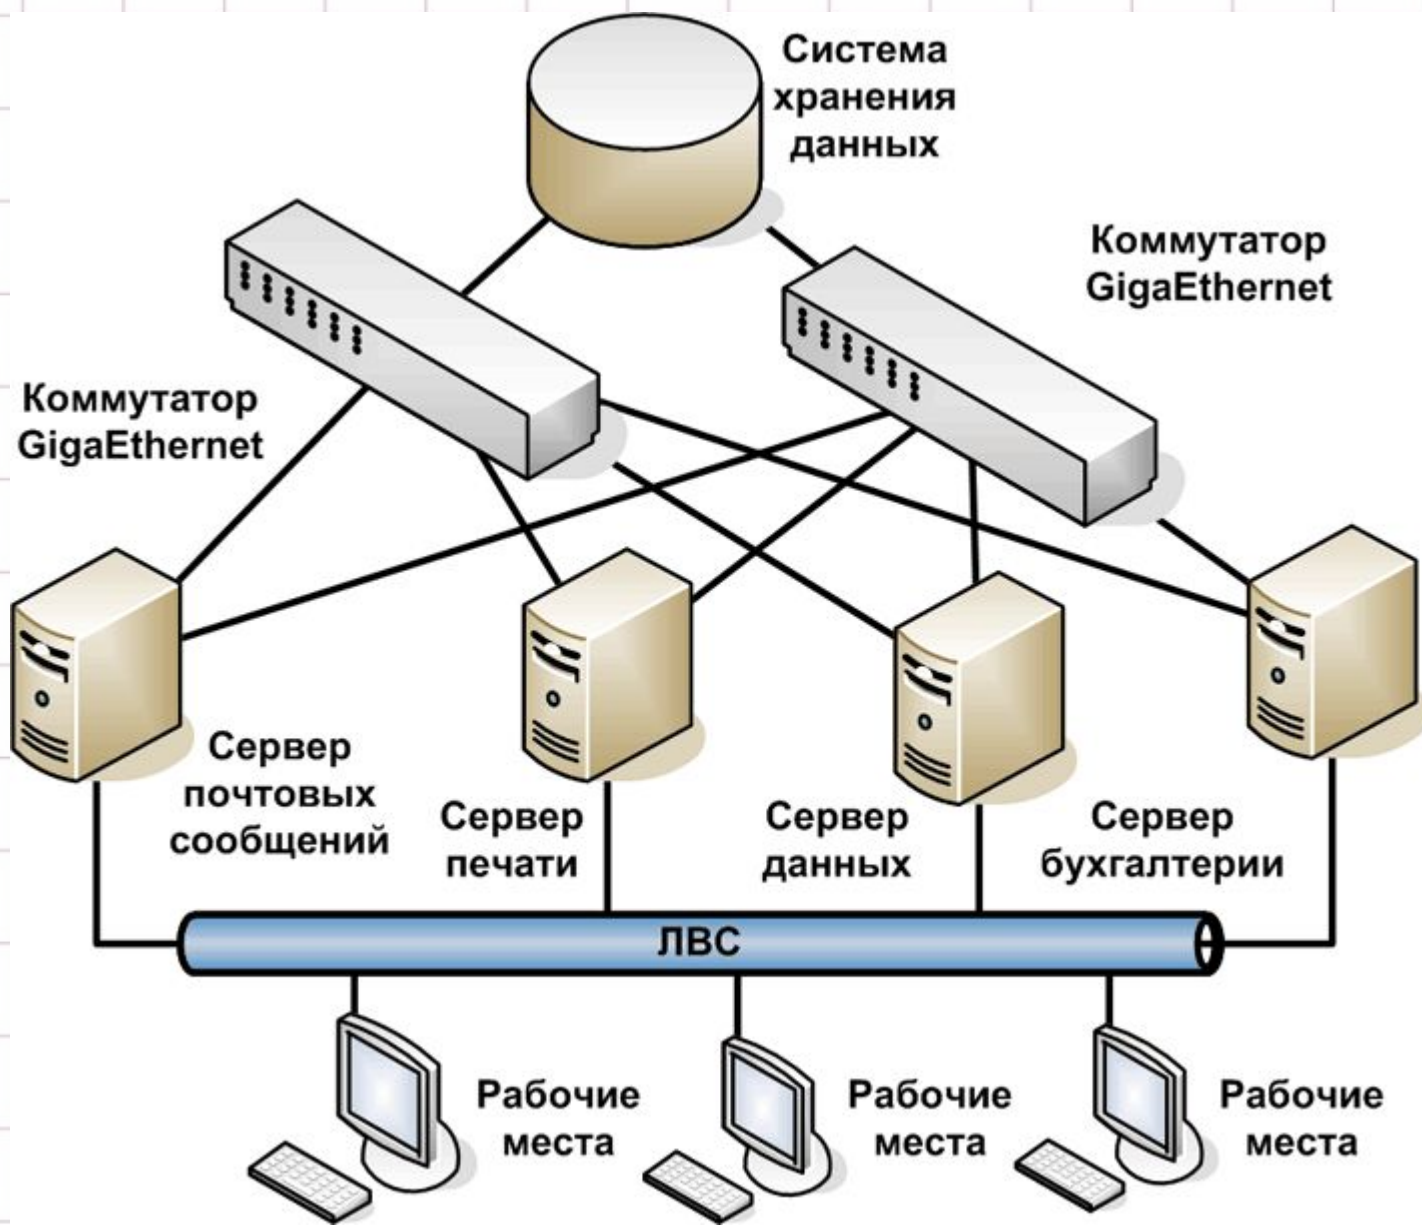 Система
хранения
данных
Коммутатор
GigaEthernet
Коммутатор
GigaEthernet
Сервер
почтовых
сообщений
Сервер
печати
Сервер
данных
Сервер
бухгалтерии
ЛВС
Рабочие
места
Рабочие
места
Рабочие
места